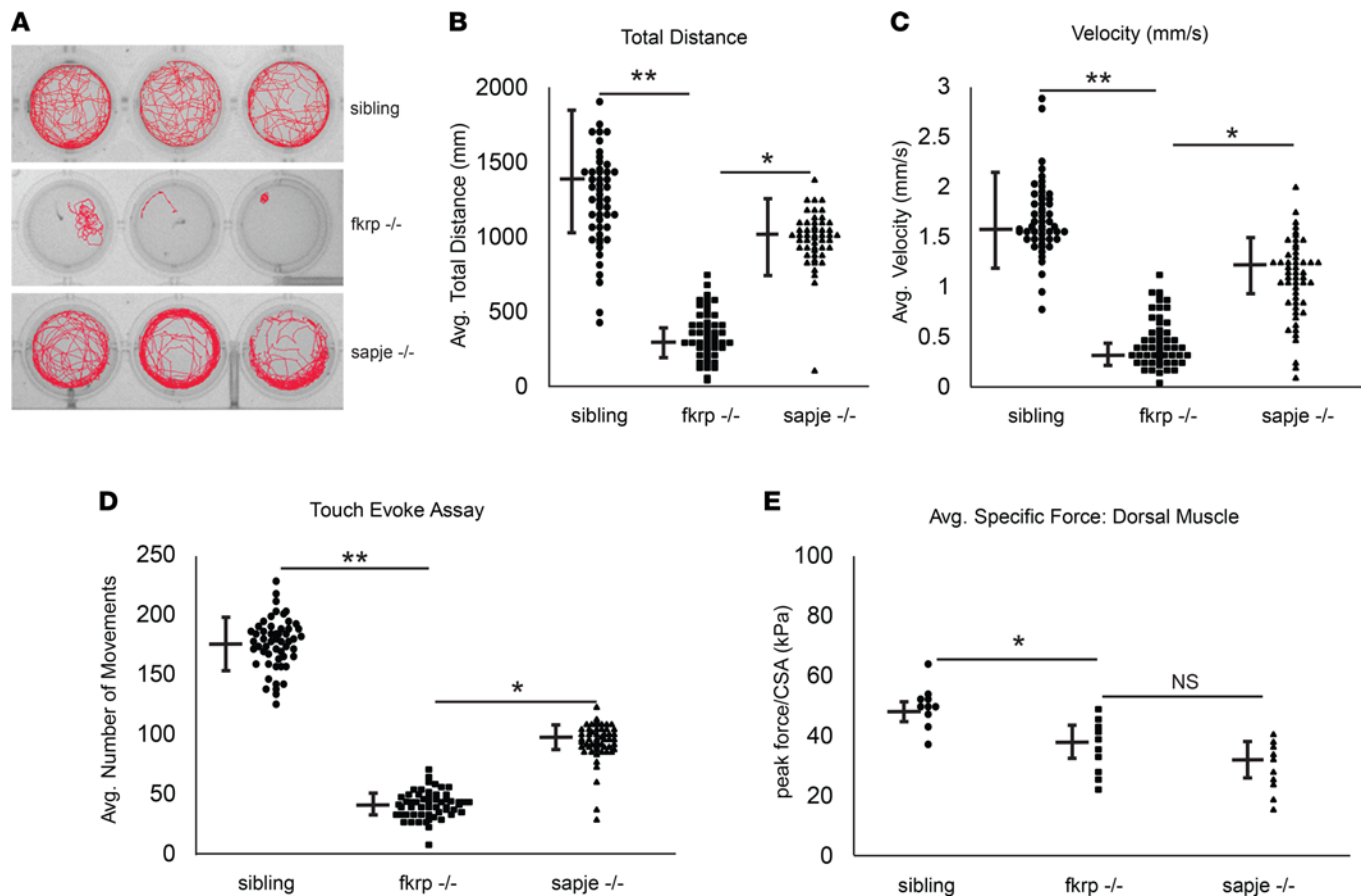 A
sibling
fkrp -/-
sapje -/-
B
Total Distance
**
*
Avg. Total Distance (mm)
2000
1500
1000
500
0
sibling
fkrp -/-
sapje -/-
C
Velocity (mm/s)
**
*
Avg. Velocity (mm/s)
3
2.5
2
1.5
1
0.5
0
sibling
fkrp -/-
sapje -/-
D
Touch Evoke Assay
**
*
Avg. Number of Movements
250
200
150
100
50
0
sibling
fkrp -/-
sapje -/-
E
Avg. Specific Force: Dorsal Muscle
*
NS
peak force/CSA (kPa)
100
80
60
40
20
0
sibling
fkrp -/-
sapje -/-